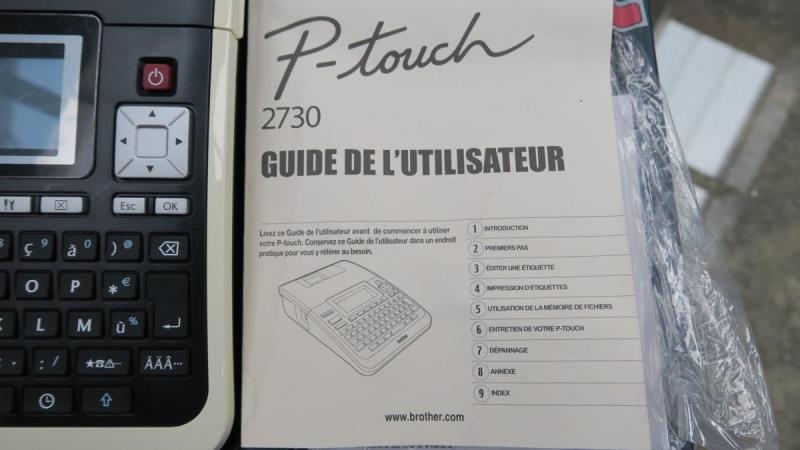 P-touch
2730
GUIDE DE L'UTILISATEUR
Lisez ce Guide de l'utilisateur avant de commencer à utiliser
votre P-touch. Conservez ce Guide de l'utilisateur dans un endroit
pratique pour vous y référer au besoin.
1 INTRODUCTION
2 PREMIERS PAS
3 ÉDITER UNE ÉTIQUETTE
4 IMPRESSION D'ÉTIQUETTES
5 UTILISATION DE LA MÉMOIRE DE FICHIERS
6 ENTRETIEN DE VOTRE P-TOUCH
7 DÉPANNAGE
8 ANNEXE
9 INDEX
www.brother.com
Esc OK
Ç 9 à 0 ) @
O P * €
L M ù %
: /
ÁÄÂ···